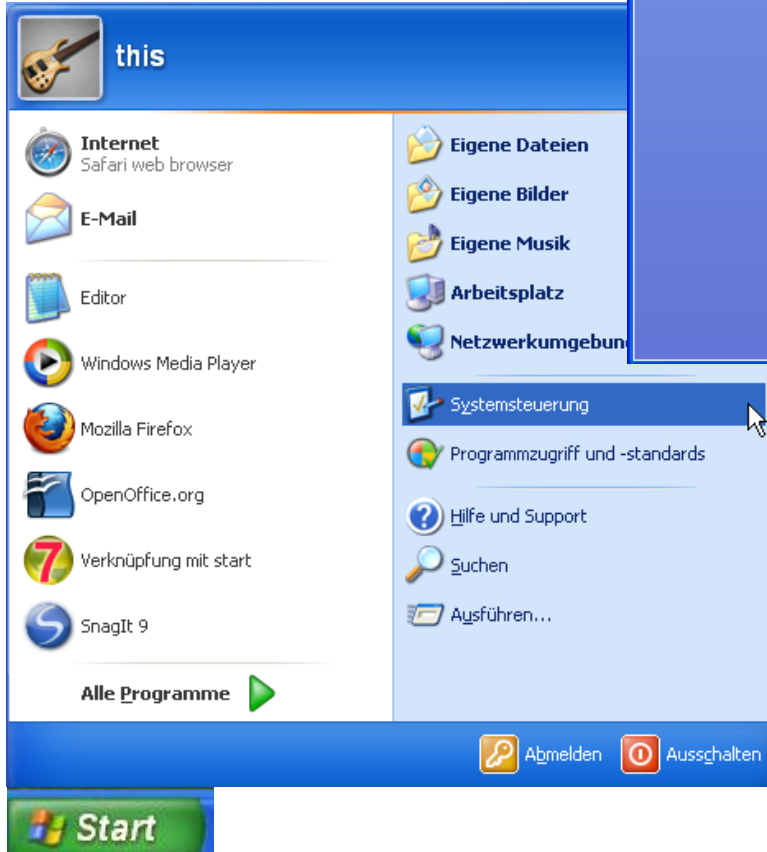 this
Internet
Safari web browser
E-Mail
Editor
Windows Media Player
Mozilla Firefox
OpenOffice.org
Verknüpfung mit start
SnagIt 9
Alle Programme
Eigene Dateien
Eigene Bilder
Eigene Musik
Arbeitsplatz
Netzwerkumgebun
Systemsteuerung
Programmzugriff und -standards
Hilfe und Support
Suchen
Ausführen...
Abmelden
Ausschalten
Start